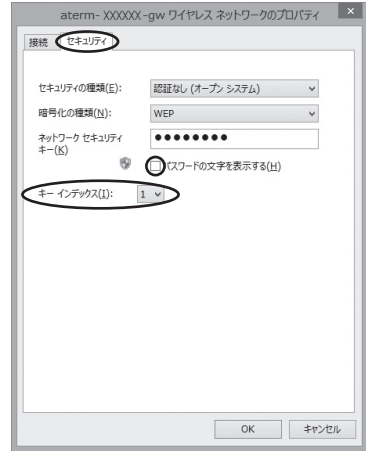 aterm- XXXXXX -gw ワイヤレス ネットワークのプロパティ
接続 セキュリティ
セキュリティの種類(E): 認証なし (オープン システム)
暗号化の種類(N): WEP
ネットワーク セキュリティ
キー(K) ●●●●●●●●
パスワードの文字を表示する(H)
キー インデックス(I): 1
OK キャンセル